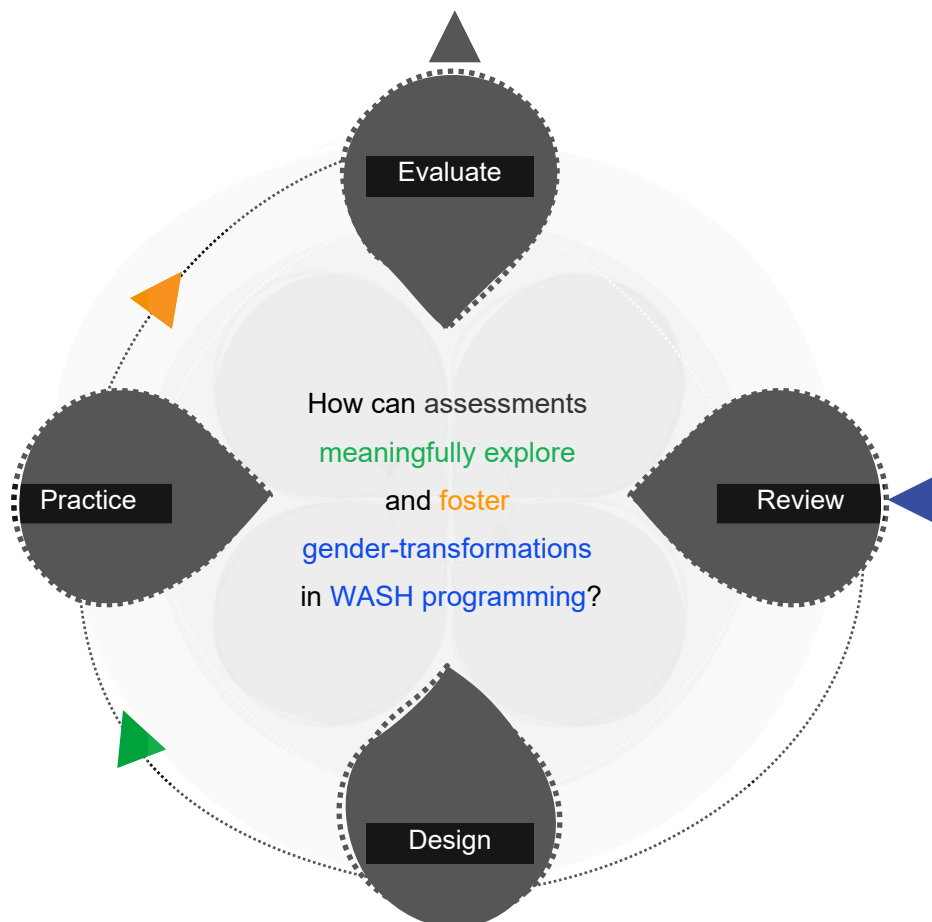 Evaluate
How can assessments
meaningfully explore
and foster
gender-transformations
in WASH programming?
Practice
Review
Design